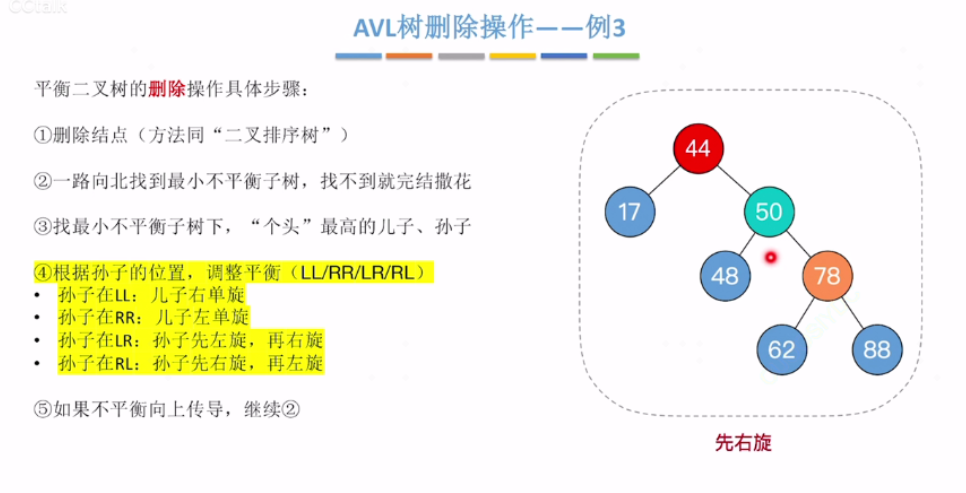 CCtalk
AVL树删除操作——例3
平衡二叉树的删除操作具体步骤：
①删除结点（方法同“二叉排序树”）
②一路向北找到最小不平衡子树，找不到就完结撒花
③找最小不平衡子树下，“个头”最高的儿子、孙子
④根据孙子的位置，调整平衡（LL/RR/LR/RL）
• 孙子在LL：儿子右单旋
• 孙子在RR：儿子左单旋
• 孙子在LR：孙子先左旋，再右旋
• 孙子在RL：孙子先右旋，再左旋
⑤如果不平衡向上传导，继续②
44
17 50
48 78
62 88
先右旋